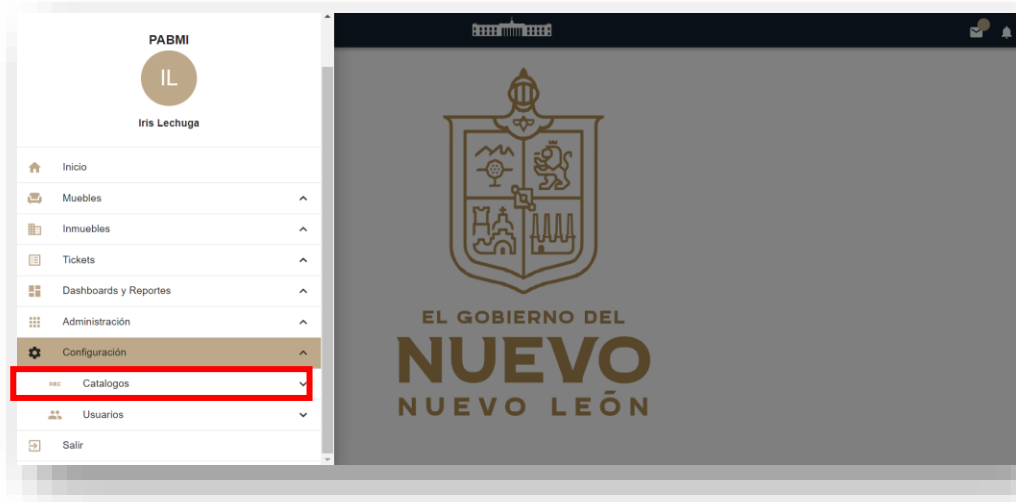 PABMI
IL
Iris Lechuga
Inicio
Muebles
Inmuebles
Tickets
Dashboards y Reportes
Administración
Configuración
ABC Catalogos
Usuarios
Salir
EL GOBIERNO DEL
NUEVO
NUEVO LEÓN